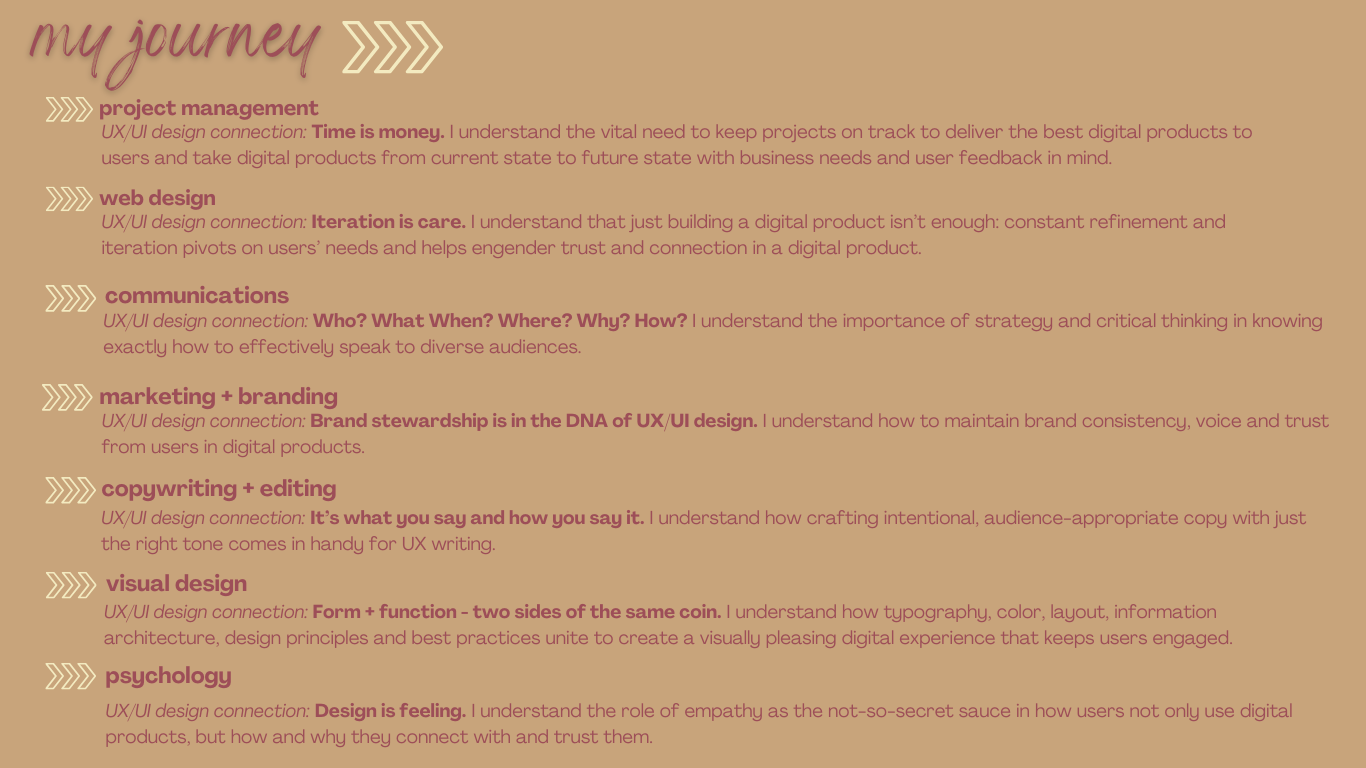 my journey
project management
UX/UI design connection: Time is money. I understand the vital need to keep projects on track to deliver the best digital products to
users and take digital products from current state to future state with business needs and user feedback in mind.
web design
UX/UI design connection: Iteration is care. I understand that just building a digital product isn’t enough: constant refinement and
iteration pivots on users’ needs and helps engender trust and connection in a digital product.
communications
UX/UI design connection: Who? What When? Where? Why? How? I understand the importance of strategy and critical thinking in knowing
exactly how to effectively speak to diverse audiences.
marketing + branding
UX/UI design connection: Brand stewardship is in the DNA of UX/UI design. I understand how to maintain brand consistency, voice and trust
from users in digital products.
copywriting + editing
UX/UI design connection: It’s what you say and how you say it. I understand how crafting intentional, audience-appropriate copy with just
the right tone comes in handy for UX writing.
visual design
UX/UI design connection: Form + function - two sides of the same coin. I understand how typography, color, layout, information
architecture, design principles and best practices unite to create a visually pleasing digital experience that keeps users engaged.
psychology
UX/UI design connection: Design is feeling. I understand the role of empathy as the not-so-secret sauce in how users not only use digital
products, but how and why they connect with and trust them.